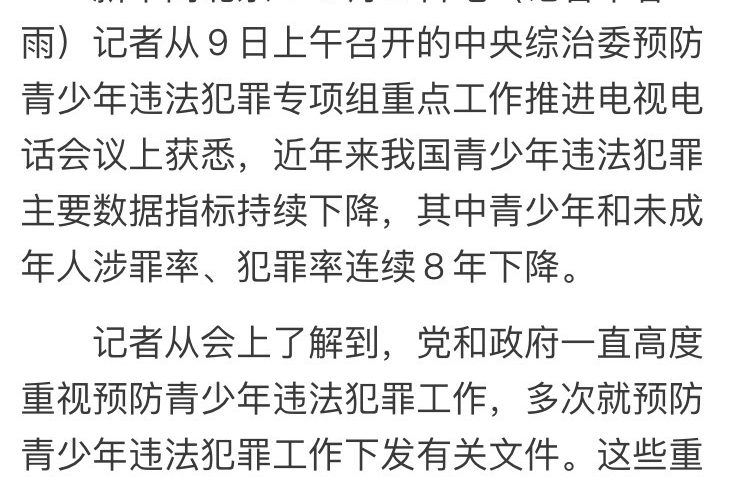 雨）记者从９日上午召开的中央综治委预防
青少年违法犯罪专项组重点工作推进电视电
话会议上获悉，近年来我国青少年违法犯罪
主要数据指标持续下降，其中青少年和未成
年人涉罪率、犯罪率连续８年下降。
记者从会上了解到，党和政府一直高度
重视预防青少年违法犯罪工作，多次就预防
青少年违法犯罪工作下发有关文件。这些重